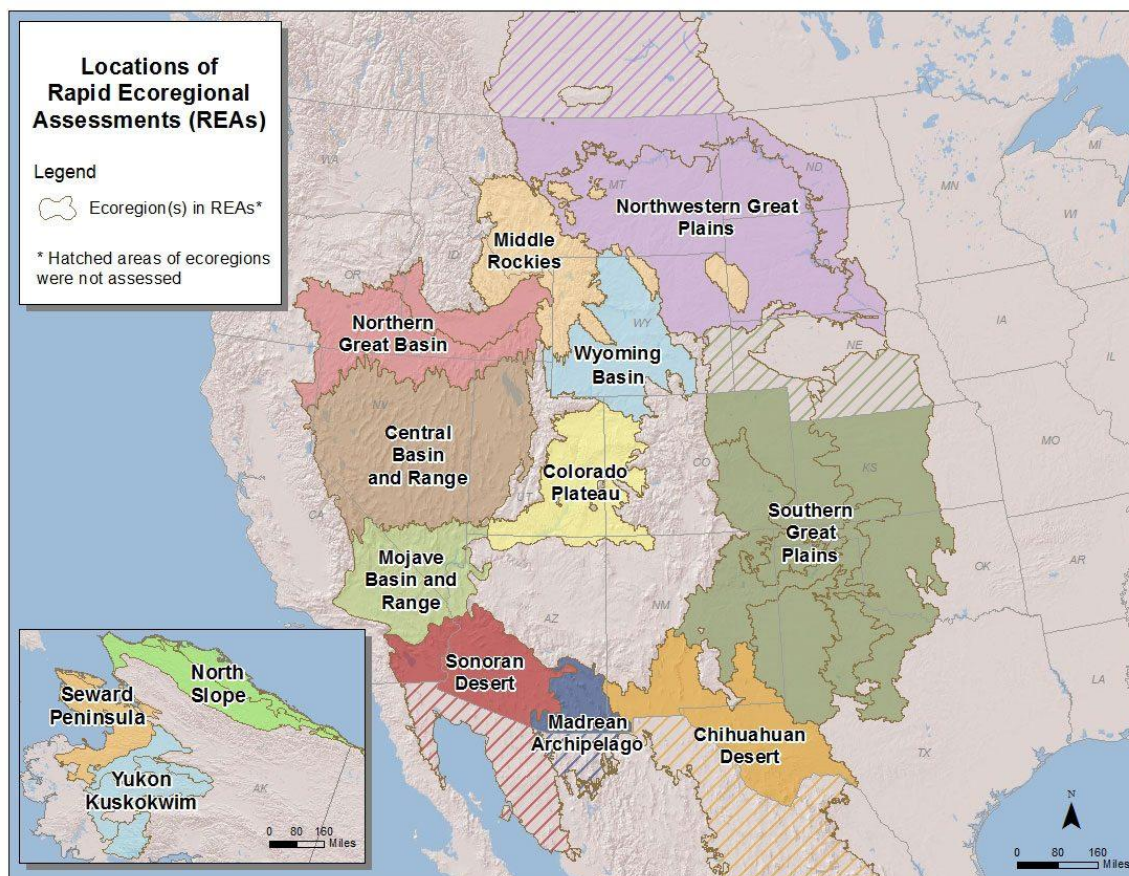 Locations of
Rapid Ecoregional
Assessments (REAs)
Legend
Ecoregion(s) in REAs*
* Hatched areas of ecoregions
were not assessed
WA
MT
ND
MN
MI
WI
Northwestern Great
Plains
Middle
Rockies
OR
ID
Northern
Great Basin
WY
Wyoming
Basin
NE
IA
IL
NV
Central
Basin
and Range
CA
UT
Colorado
Plateau
CO
KS
MO
Southern
Great
Plains
Mojave
Basin and
Range
AZ
NM
OK
AR
Sonoran
Desert
Madrean
Archipelago
Chihuahuan
Desert
TX
LA
North
Slope
Seward
Peninsula
Yukon
Kuskokwim
AK
0 80 160
Miles
N
0 80 160
Miles